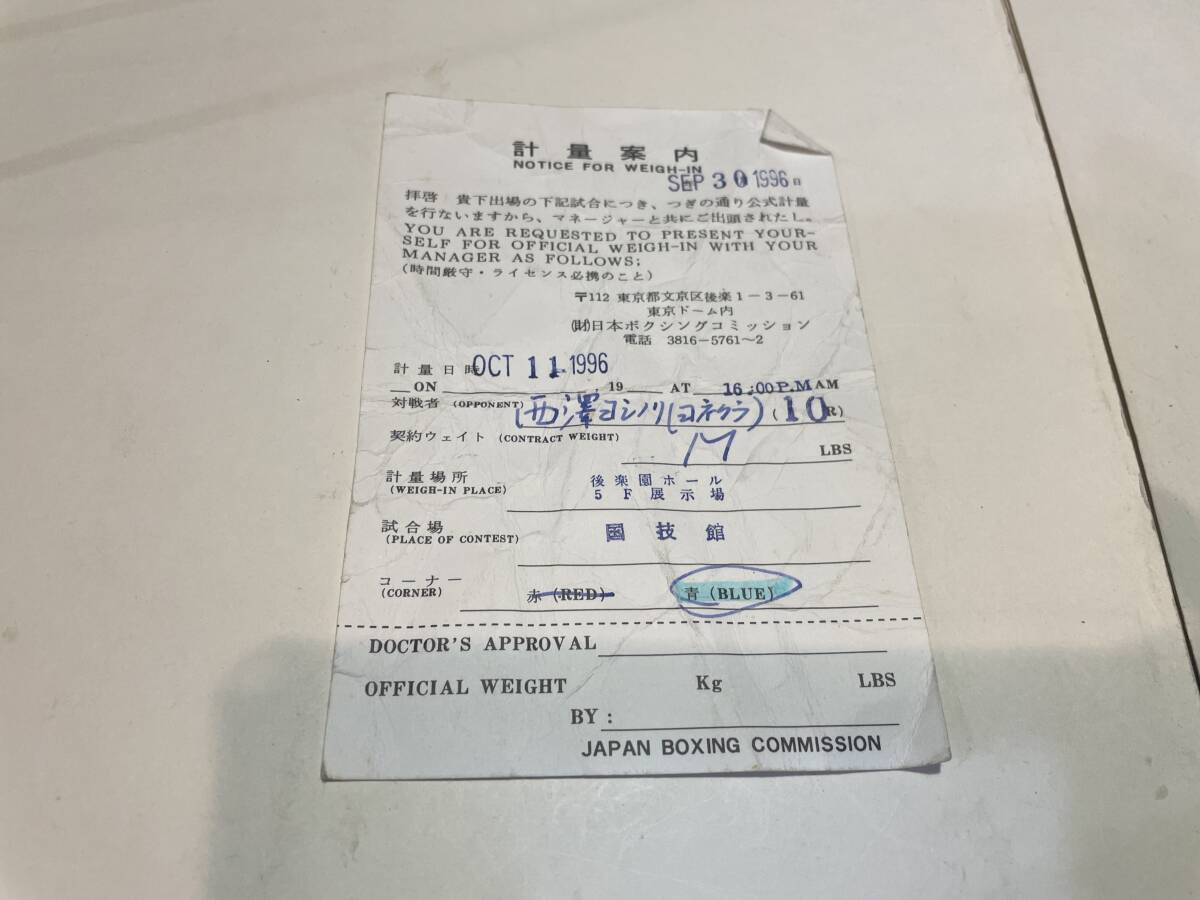 計量案内
NOTICE FOR WEIGH-IN
SEP 30 1996 日
拝啓 貴下出場の下記試合につき、つぎの通り公式計量
を行ないますから、マネージャーと共にご出頭されたし。
YOU ARE REQUESTED TO PRESENT YOUR-
SELF FOR OFFICIAL WEIGH-IN WITH YOUR
MANAGER AS FOLLOWS;
(時間厳守・ライセンス必携のこと)
〒112 東京都文京区後楽1-3-61
東京ドーム内
(財)日本ボクシングコミッション
電話 3816-5761~2
計量日時 OCT 11 1996
ON 19 AT 16:00 P.M AM
対戦者 (OPPONENT) 西澤ヨシノリ(ヨネクラ) (10R)
契約ウェイト (CONTRACT WEIGHT) LBS
計量場所 後楽園ホール
(WEIGH-IN PLACE) 5F展示場
試合場 国技館
(PLACE OF CONTEST)
コーナー
(CORNER) 赤 (RED) 青 (BLUE)
DOCTOR'S APPROVAL
OFFICIAL WEIGHT Kg LBS
BY :
JAPAN BOXING COMMISSION